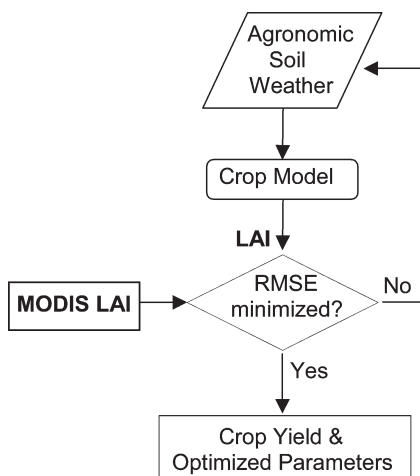 Agronomic
Soil
Weather
Crop Model
LAI
RMSE
minimized?
MODIS LAI
No
Yes
Crop Yield &
Optimized Parameters